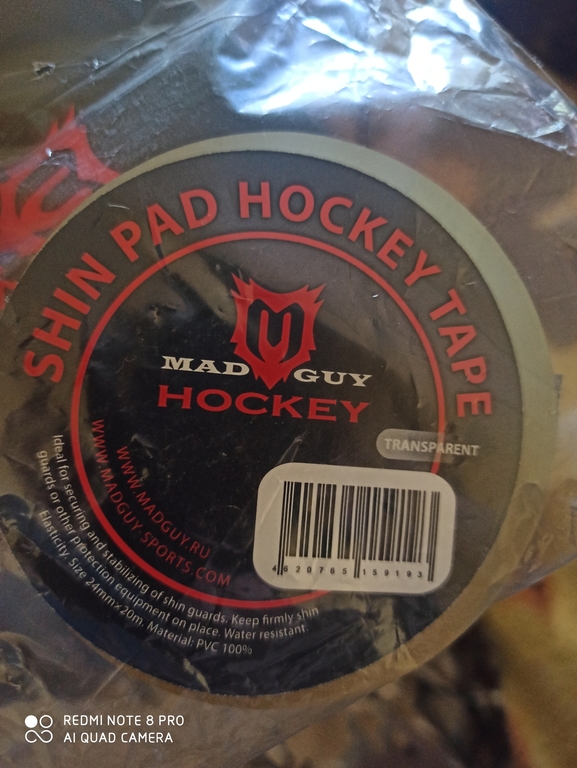 SHIN PAD HOCKEY TAPE
MAD GUY
HOCKEY
TRANSPARENT
WWW.MADGUY.RU
WWW.MADGUY-SPORTS.COM
4620765159193
Ideal for securing and stabilizing of shin guards. Keep firmly shin
guards or other protection equipment on place. Water resistant.
Elasticity. Size 24mm×20m. Material: PVC 100%
REDMI NOTE 8 PRO
AI QUAD CAMERA